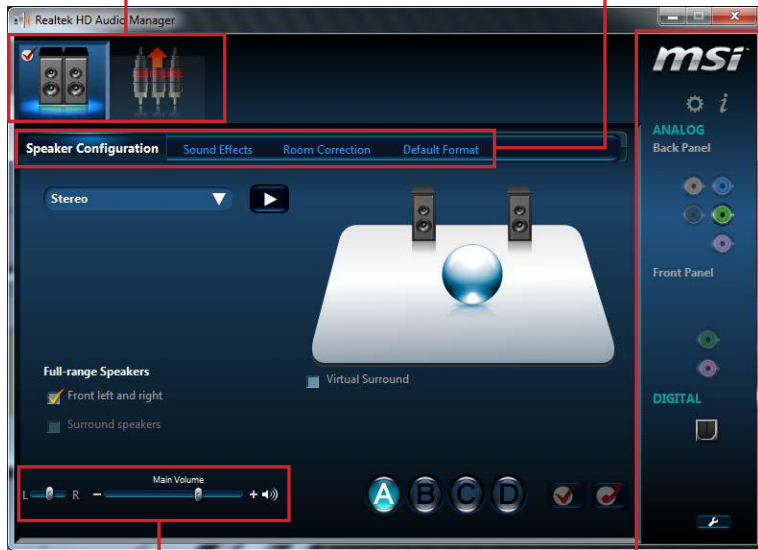 Realtek HD Audio Manager
msi
i
ANALOG
Back Panel
Speaker Configuration Sound Effects Room Correction Default Format
Stereo
Front Panel
Full-range Speakers
Front left and right
Surround speakers
Virtual Surround
DIGITAL
Main Volume
L R - +
A B C D